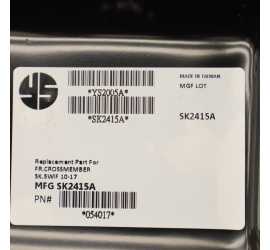 YS
MADE IN TAIWAN
*YS2005A*
MGF LOT
*SK2415A*
SK2415A
Replacement Part For
FR.CROSSMEMBER
SK.SWIF 10-17
MFG SK2415A
PN#
*054017*